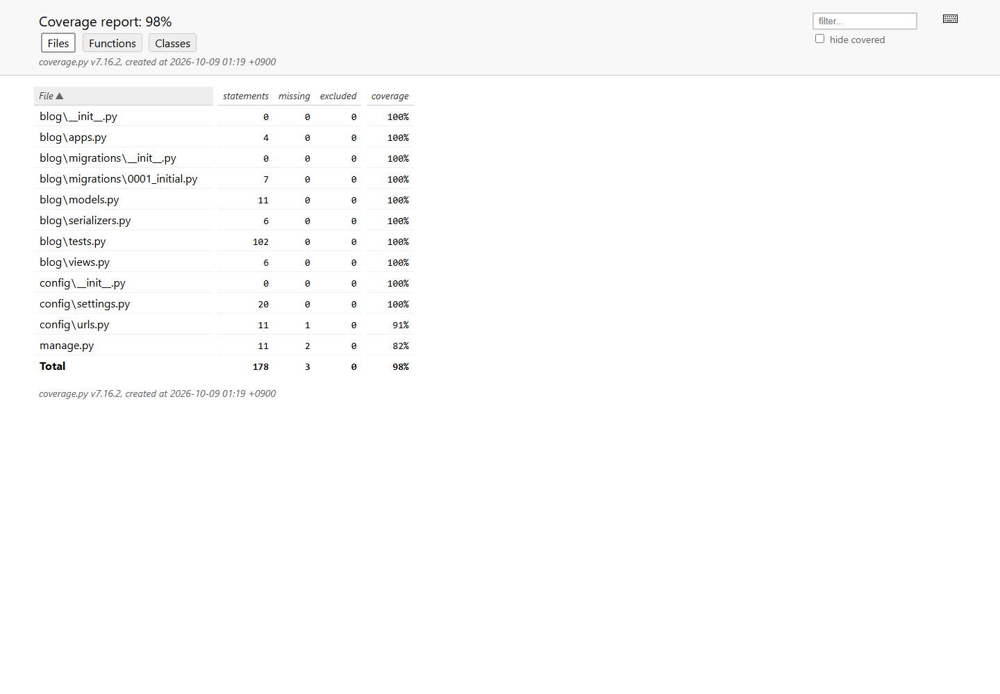 Coverage report: 98%
filter...
hide covered
Files Functions Classes
coverage.py v7.16.2, created at 2026-10-09 01:19 +0900
File ▲ statements missing excluded coverage
blog\__init__.py 0 0 0 100%
blog\apps.py 4 0 0 100%
blog\migrations\__init__.py 0 0 0 100%
blog\migrations\0001_initial.py 7 0 0 100%
blog\models.py 11 0 0 100%
blog\serializers.py 6 0 0 100%
blog\tests.py 102 0 0 100%
blog\views.py 6 0 0 100%
config\__init__.py 0 0 0 100%
config\settings.py 20 0 0 100%
config\urls.py 11 1 0 91%
manage.py 11 2 0 82%
Total 178 3 0 98%
coverage.py v7.16.2, created at 2026-10-09 01:19 +0900